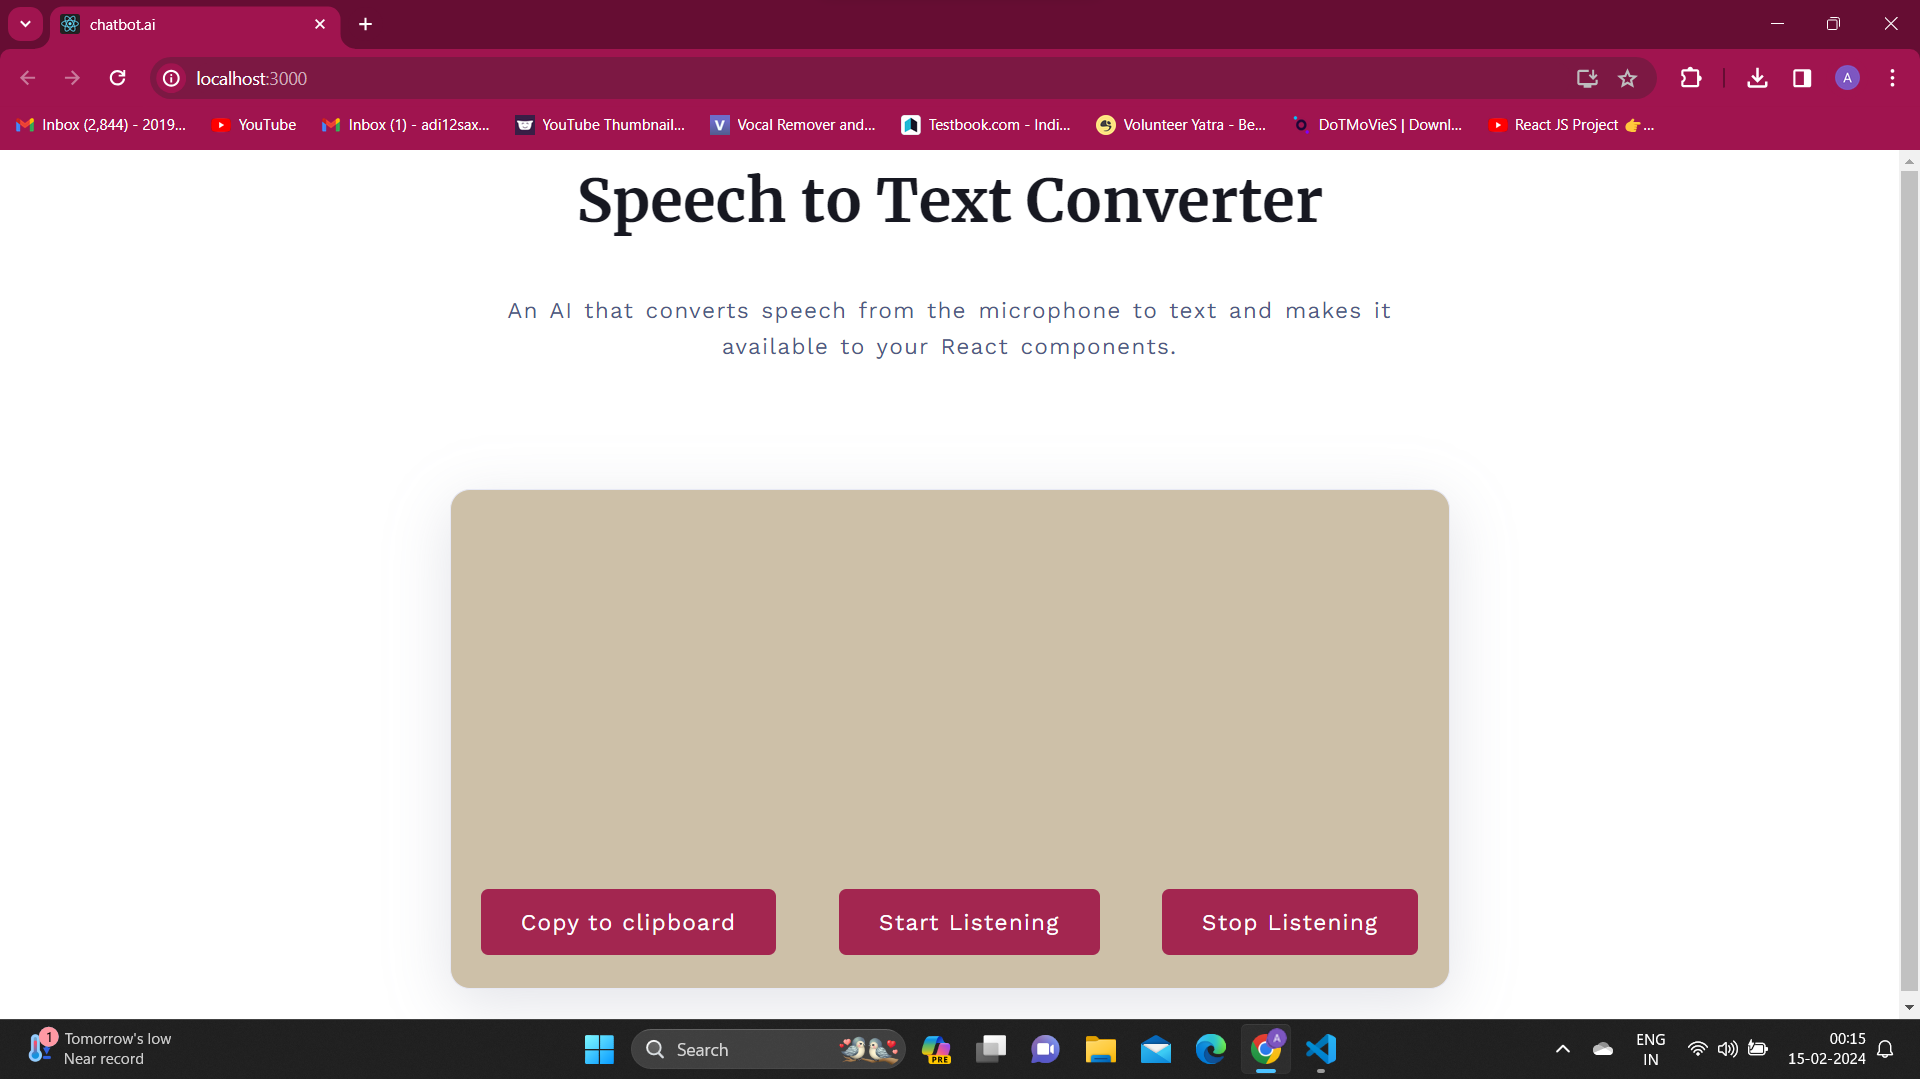 chatbot.ai
localhost:3000
Inbox (2,844) - 2019... YouTube Inbox (1) - adi12sax... YouTube Thumbnail... Vocal Remover and... Testbook.com - Indi... Volunteer Yatra - Be... DoTMoVieS | Downl... React JS Project 👉...
A
Speech to Text Converter
An AI that converts speech from the microphone to text and makes it
available to your React components.
Copy to clipboard Start Listening Stop Listening
1
Tomorrow's low
Near record
Search
PRE
A
ENG
IN
00:15
15-02-2024